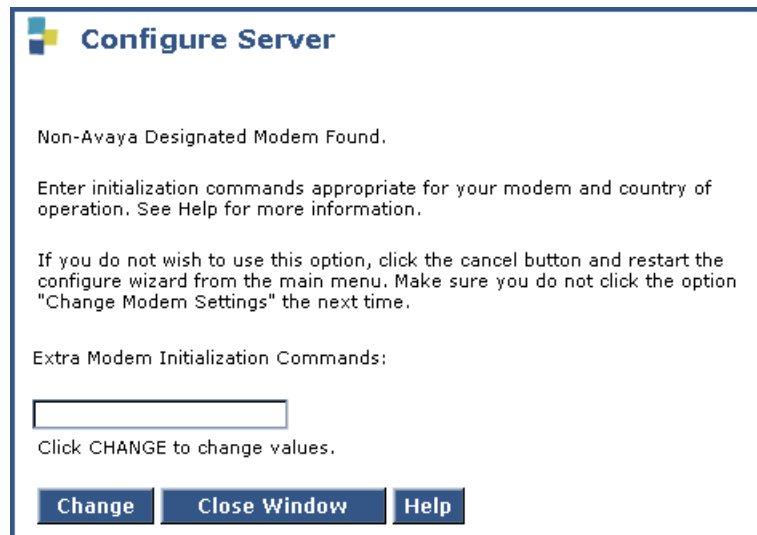 Configure Server
Non-Avaya Designated Modem Found.
Enter initialization commands appropriate for your modem and country of
operation. See Help for more information.
If you do not wish to use this option, click the cancel button and restart the
configure wizard from the main menu. Make sure you do not click the option
"Change Modem Settings" the next time.
Extra Modem Initialization Commands:
Click CHANGE to change values.
Change Close Window Help